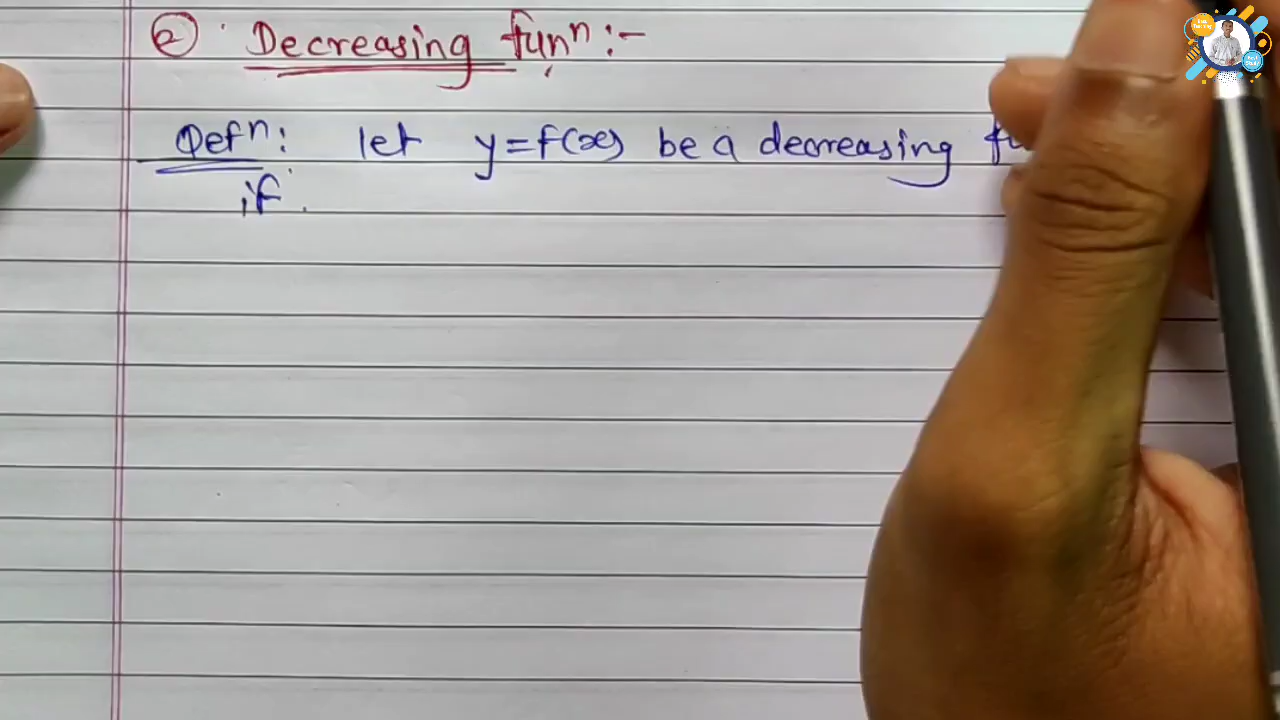 ② Decreasing funⁿ :-
Defⁿ: let y=f(x) be a decreasing
if